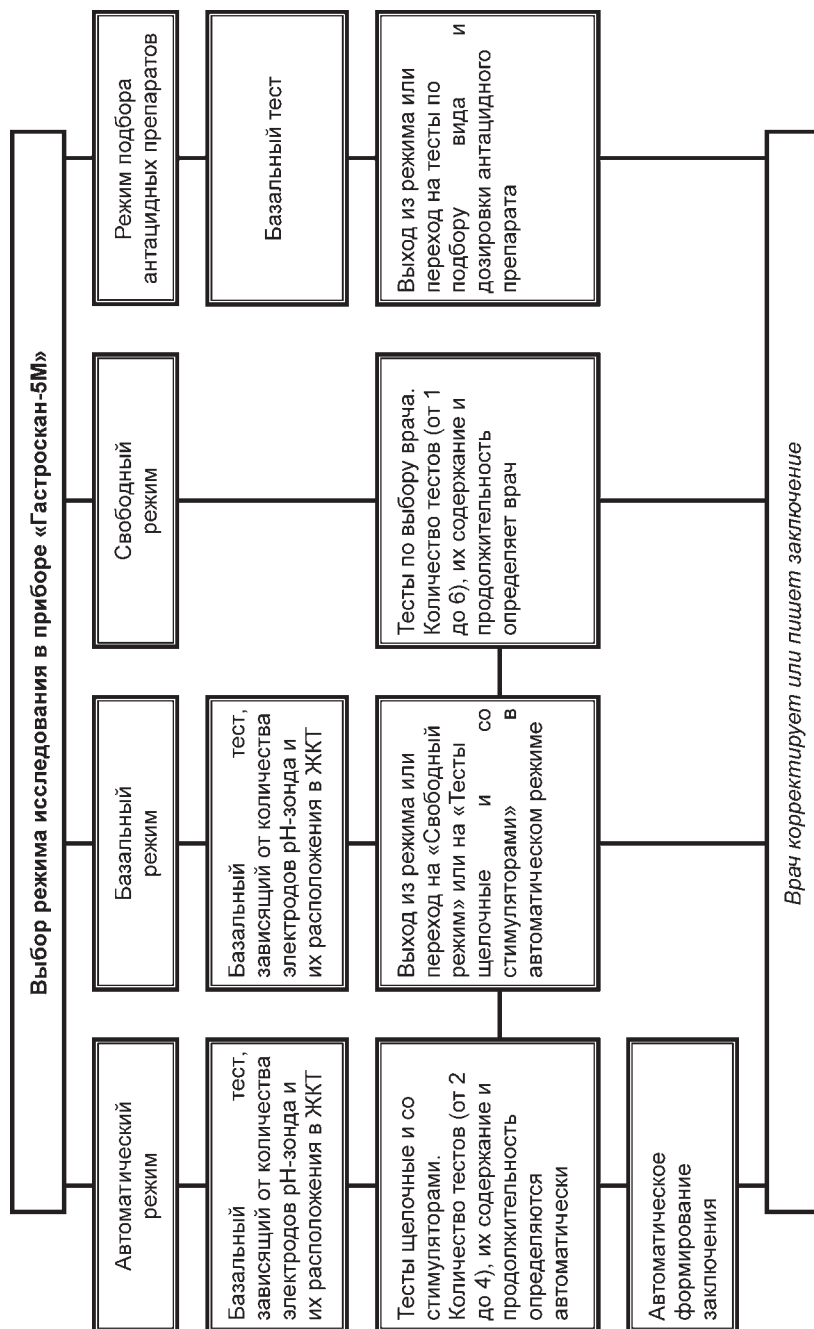 Выбор режима исследования в приборе «Гастроскан-5М»
Автоматический
режим
Базальный
режим
Свободный
режим
Режим подбора
антацидных препаратов
Базальный тест,
зависящий от количества
электродов рН-зонда и
их расположения в ЖКТ
Базальный тест,
зависящий от количества
электродов рН-зонда и
их расположения в ЖКТ
Базальный тест
Тесты щелочные и со
стимуляторами.
Количество тестов (от 2
до 4), их содержание и
продолжительность
определяются
автоматически
Выход из режима или
переход на «Свободный
режим» или на «Тесты
щелочные и со
стимуляторами» в
автоматическом режиме
Тесты по выбору врача.
Количество тестов (от 1
до 6), их содержание и
продолжительность
определяет врач
Выход из режима или
переход на тесты по
подбору вида и
дозировки антацидного
препарата
Автоматическое
формирование
заключения
Врач корректирует или пишет заключение